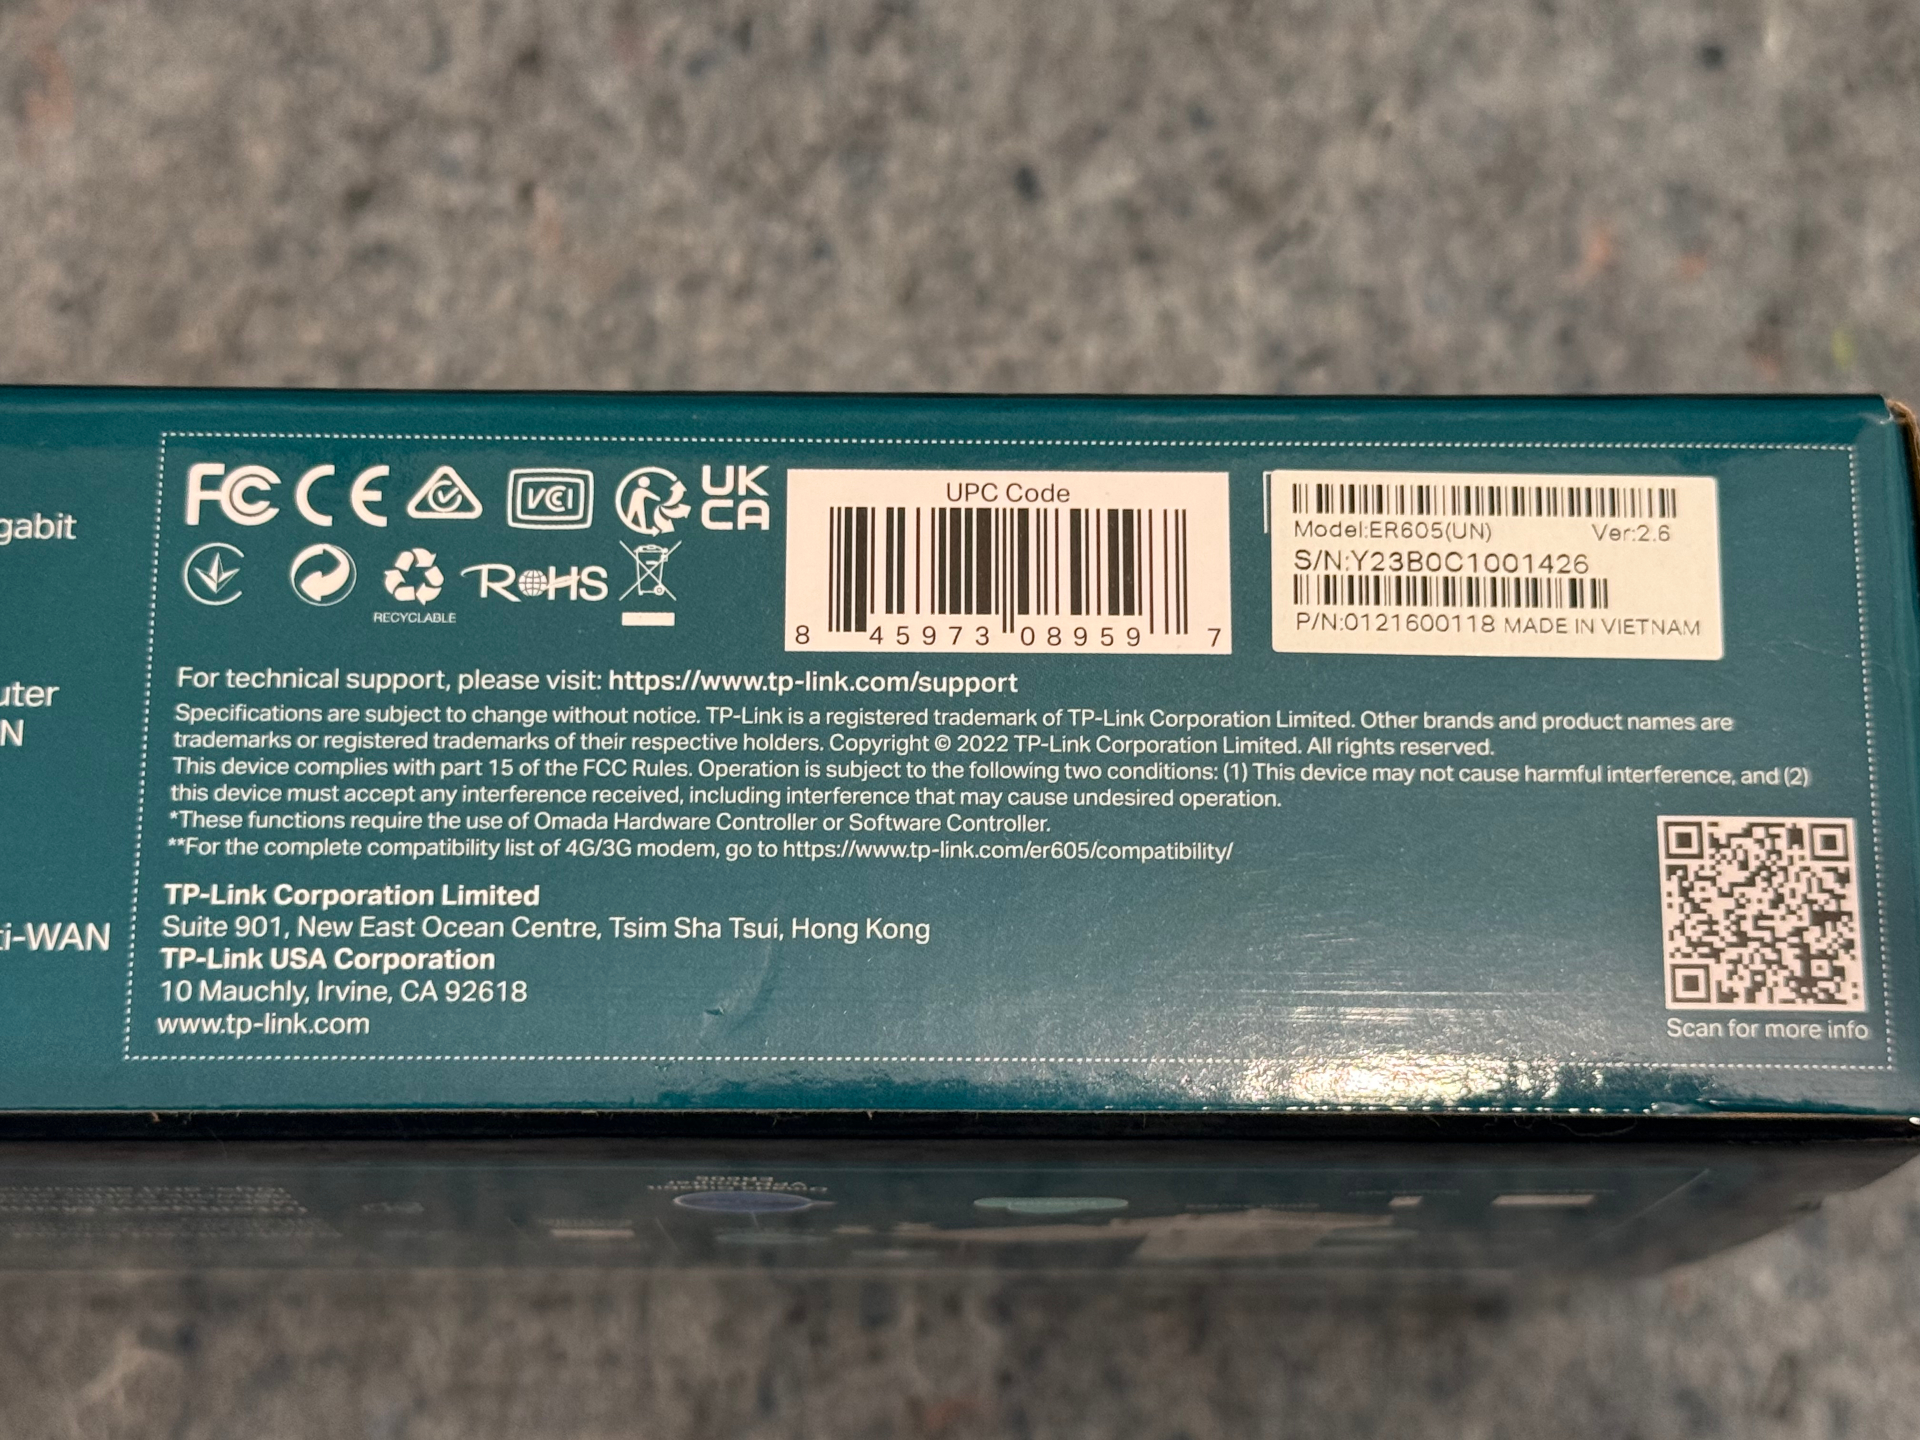 gabit
uter
N
ti-WAN
FC CE VCI UK CA
RECYCLABLE
RoHS
UPC Code
8 45973 08959 7
Model:ER605(UN) Ver:2.6
S/N:Y23B0C1001426
P/N:0121600118 MADE IN VIETNAM
For technical support, please visit: https://www.tp-link.com/support
Specifications are subject to change without notice. TP-Link is a registered trademark of TP-Link Corporation Limited. Other brands and product names are
trademarks or registered trademarks of their respective holders. Copyright © 2022 TP-Link Corporation Limited. All rights reserved.
This device complies with part 15 of the FCC Rules. Operation is subject to the following two conditions: (1) This device may not cause harmful interference, and (2)
this device must accept any interference received, including interference that may cause undesired operation.
*These functions require the use of Omada Hardware Controller or Software Controller.
**For the complete compatibility list of 4G/3G modem, go to https://www.tp-link.com/er605/compatibility/
TP-Link Corporation Limited
Suite 901, New East Ocean Centre, Tsim Sha Tsui, Hong Kong
TP-Link USA Corporation
10 Mauchly, Irvine, CA 92618
www.tp-link.com
Scan for more info